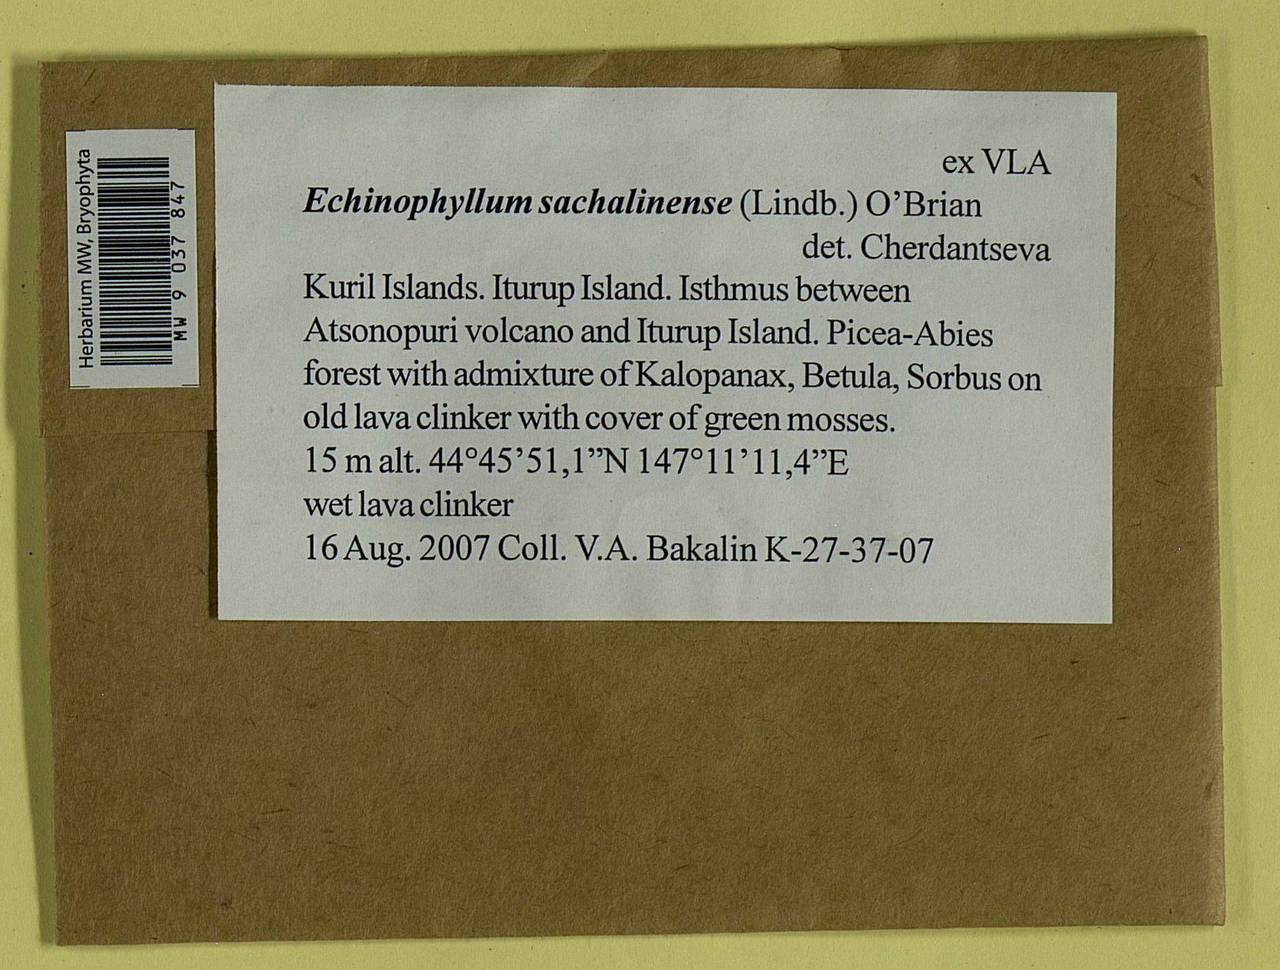 Herbarium MW, Bryophyta
MW 9 037 847
ex VLA
Echinophyllum sachalinense (Lindb.) O’Brian
det. Cherdantseva
Kuril Islands. Iturup Island. Isthmus between
Atsonopuri volcano and Iturup Island. Picea-Abies
forest with admixture of Kalopanax, Betula, Sorbus on
old lava clinker with cover of green mosses.
15 m alt. 44°45’51,1”N 147°11’11,4”E
wet lava clinker
16 Aug. 2007 Coll. V.A. Bakalin K-27-37-07